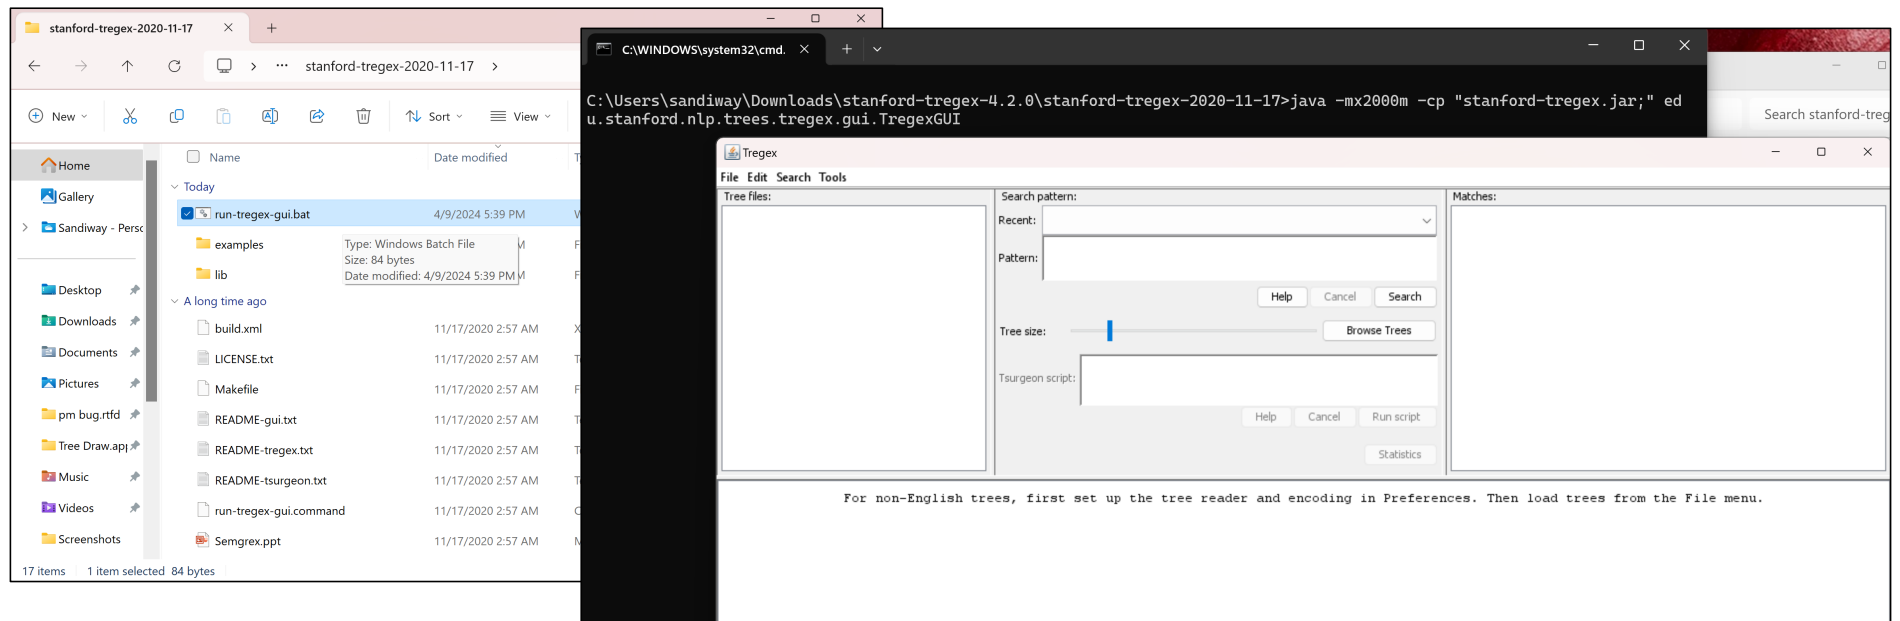 stanford-tregex-2020-11-17
stanford-tregex-2020-11-17
New
Sort
View
Home
Gallery
Sandiway - Perso
Desktop
Downloads
Documents
Pictures
pm bug.rtfd
Tree Draw.app
Music
Videos
Screenshots
Name
Date modified
Today
run-tregex-gui.bat 4/9/2024 5:39 PM
examples
lib
Type: Windows Batch File
Size: 84 bytes
Date modified: 4/9/2024 5:39 PM
A long time ago
build.xml 11/17/2020 2:57 AM
LICENSE.txt 11/17/2020 2:57 AM
Makefile 11/17/2020 2:57 AM
README-gui.txt 11/17/2020 2:57 AM
README-tregex.txt 11/17/2020 2:57 AM
README-tsurgeon.txt 11/17/2020 2:57 AM
run-tregex-gui.command 11/17/2020 2:57 AM
Semgrex.ppt 11/17/2020 2:57 AM
17 items 1 item selected 84 bytes
C:\WINDOWS\system32\cmd.
C:\Users\sandiway\Downloads\stanford-tregex-4.2.0\stanford-tregex-2020-11-17>java -mx2000m -cp "stanford-tregex.jar;" ed
u.stanford.nlp.trees.tregex.gui.TregexGUI
Search stanford-treg
Tregex
File Edit Search Tools
Tree files:
Search pattern:
Recent:
Pattern:
Help Cancel Search
Tree size:
Browse Trees
Tsurgeon script:
Help Cancel Run script
Statistics
Matches:
For non-English trees, first set up the tree reader and encoding in Preferences. Then load trees from the File menu.